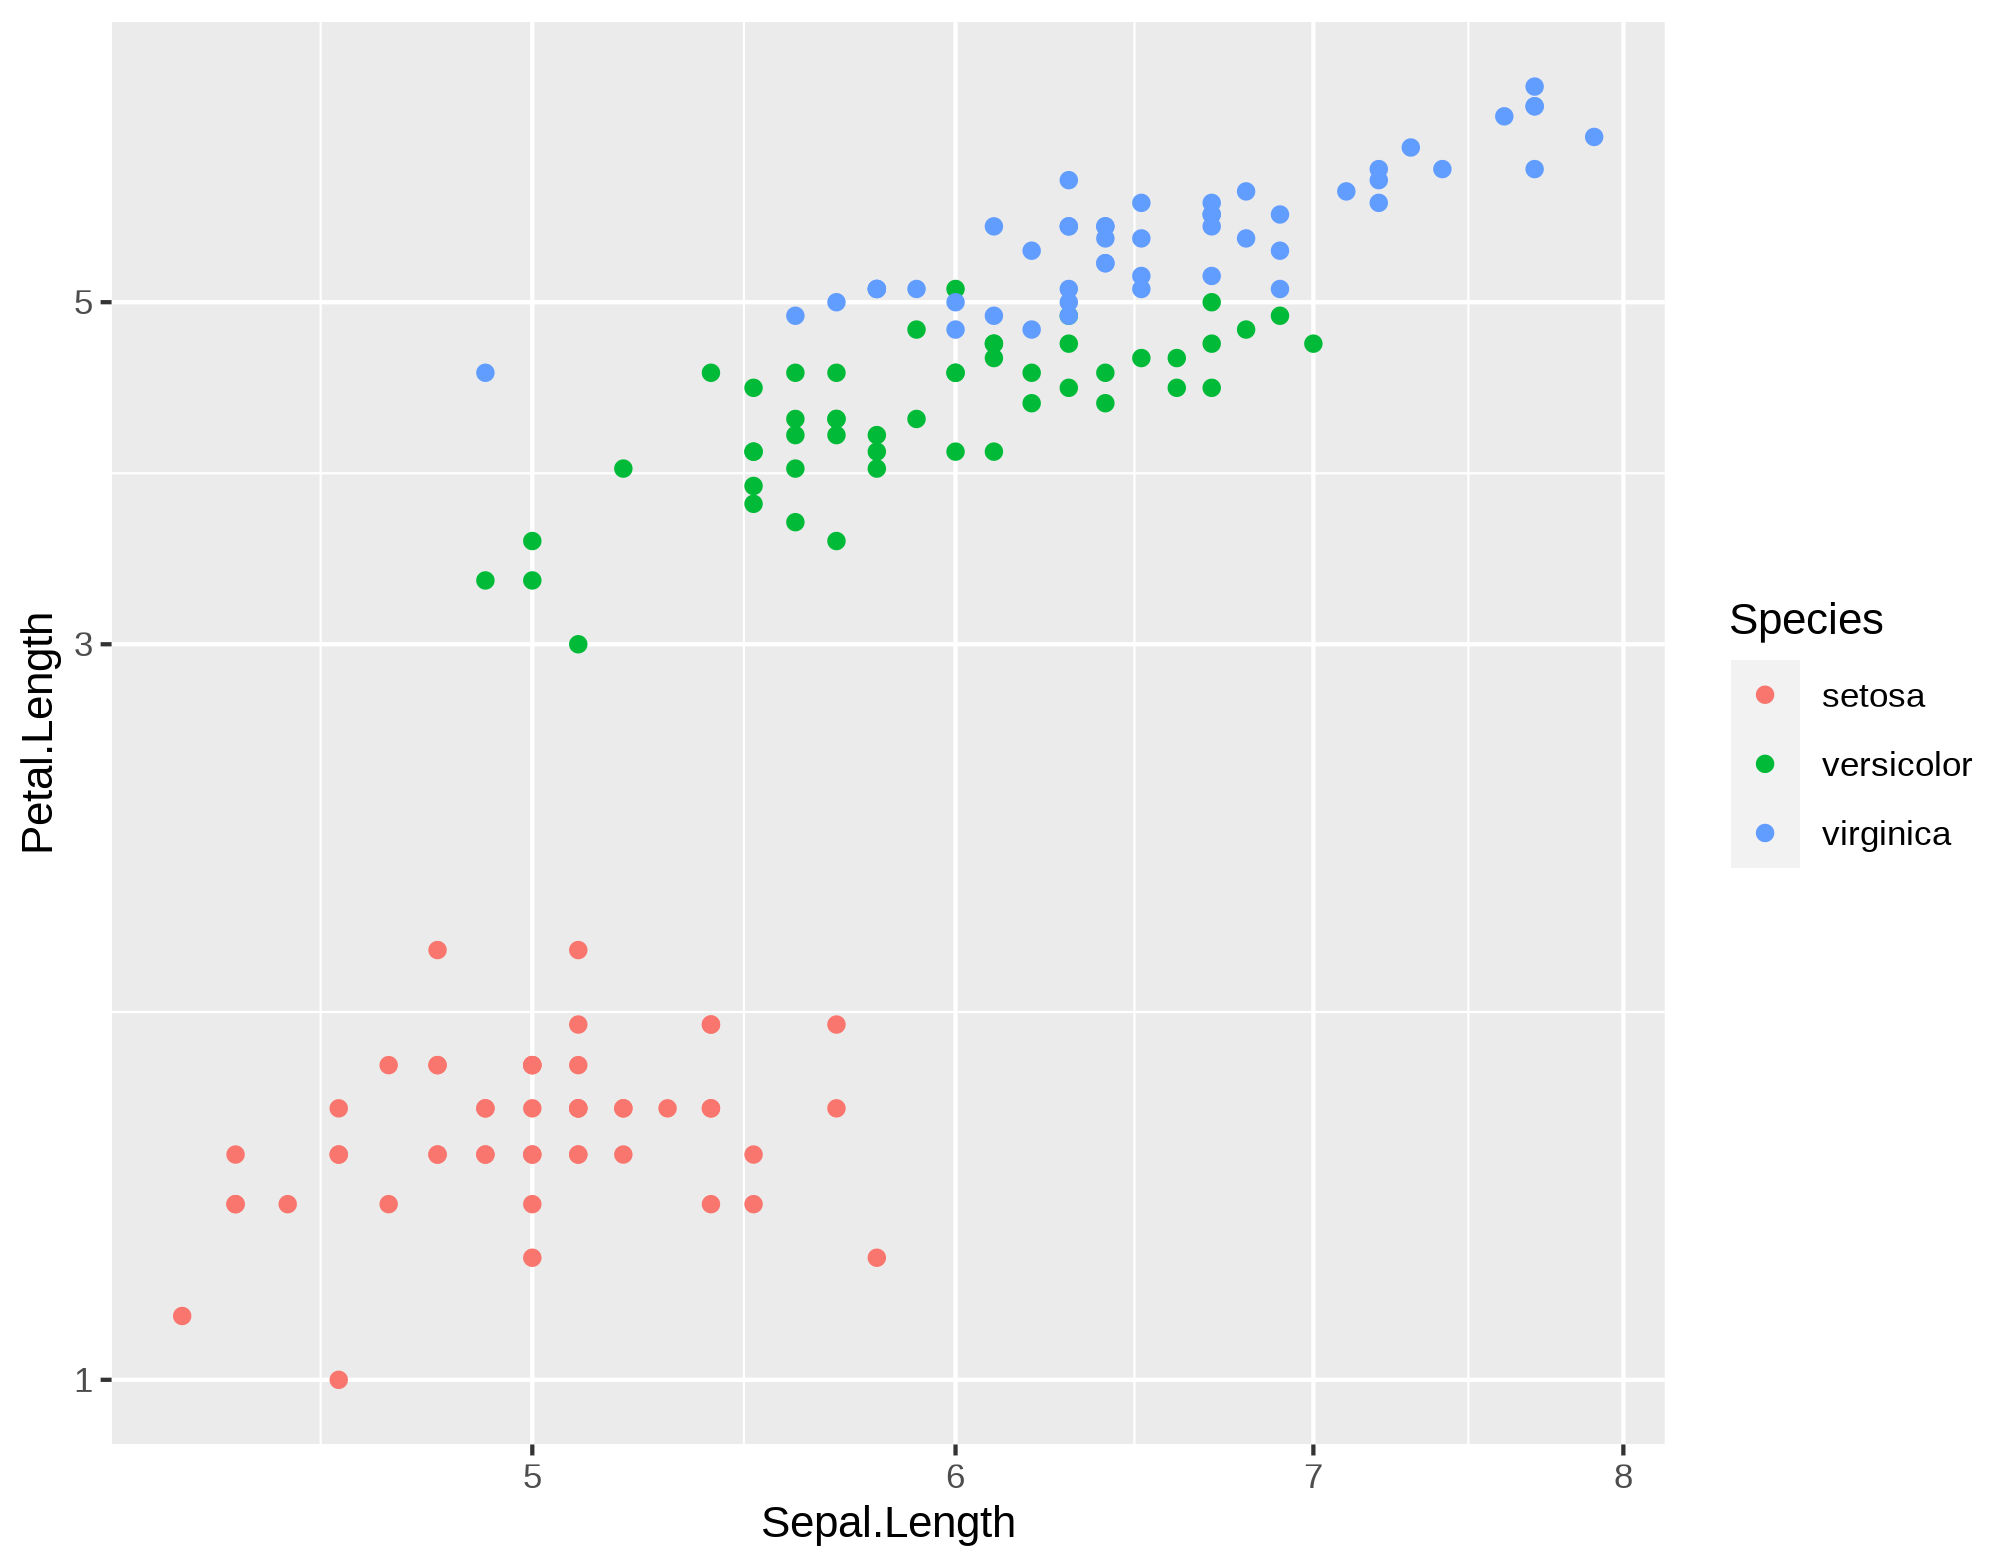 5
3
1
Petal.Length
5 6 7 8
Sepal.Length
Species
setosa
versicolor
virginica